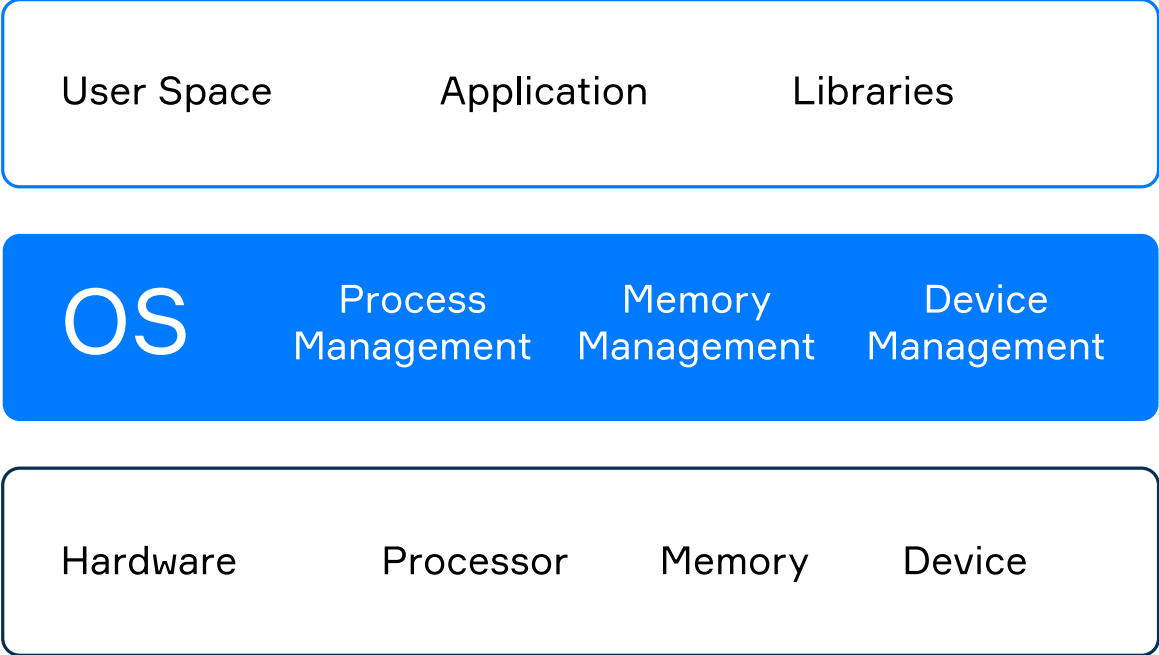 User Space Application Libraries
OS
Process Management
Memory Management
Device Management
Hardware Processor Memory Device